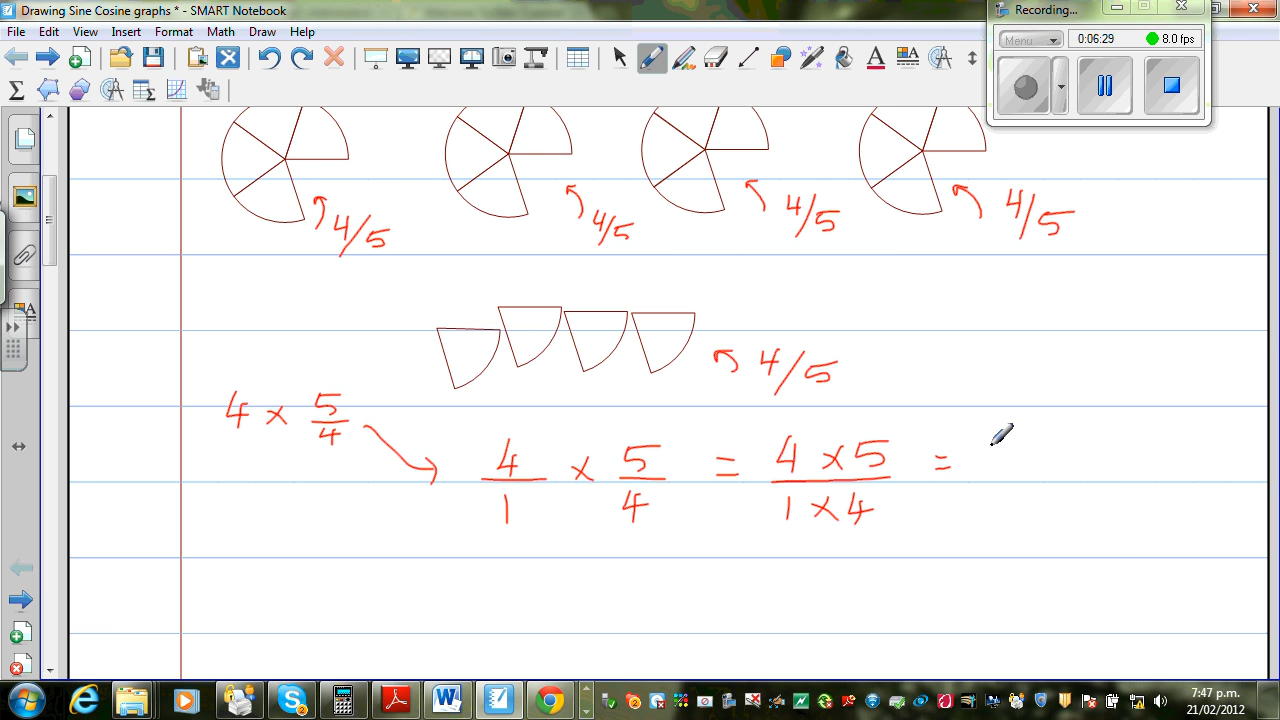 Drawing Sine Cosine graphs * - SMART Notebook
Recording...
File Edit View Insert Format Math Draw Help
Menu 0:06:29 8.0 fps
4/5 4/5 4/5 4/5
4/5
4 × 5/4
4/1 × 5/4 = 4 × 5/1 × 4 =
7:47 p.m.
21/02/2012